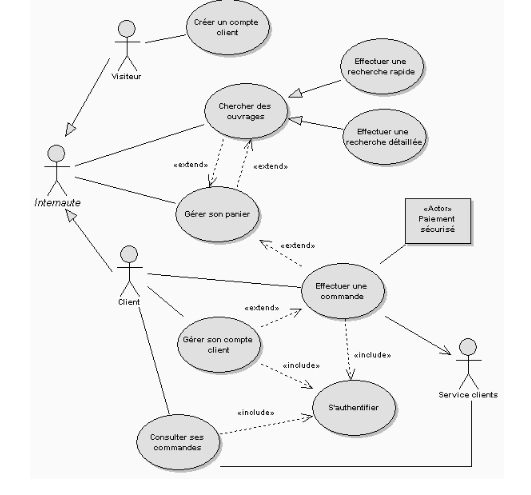 Créer un compte
client
Visiteur
Effectuer une
recherche rapide
Chercher des
ouvrages
Effectuer une
recherche détaillée
«extend»
«extend»
Internaute
Gérer son panier
«Actor»
Paiement
sécurisé
«extend»
Client
Effectuer une
commande
«extend»
Gérer son compte
client
«include»
«include»
Service clients
S'authentifier
«include»
Consulter ses
commandes